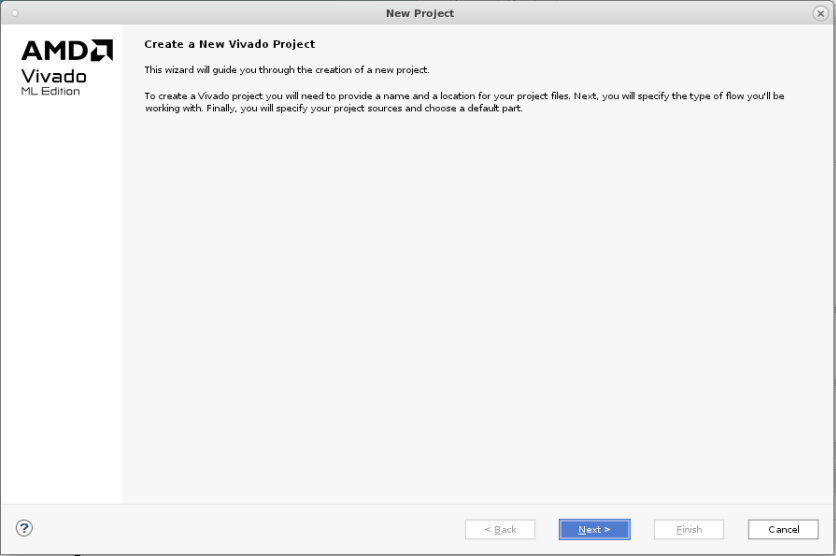 New Project
AMD
Vivado
ML Edition
Create a New Vivado Project
This wizard will guide you through the creation of a new project.
To create a Vivado project you will need to provide a name and a location for your project files. Next, you will specify the type of flow you'll be
working with. Finally, you will specify your project sources and choose a default part.
?
< Back
Next >
Finish
Cancel